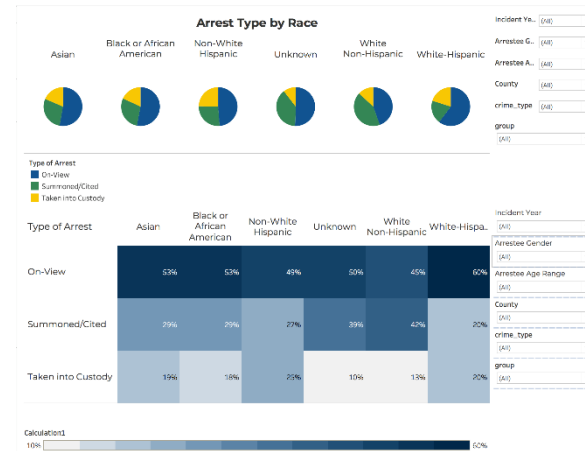 Arrest Type by Race
Asian
Black or African
American
Non-White
Hispanic
Unknown
White
Non-Hispanic
White-Hispanic
Incident Ye.. (All)
Arrestee G.. (All)
Arrestee A.. (All)
County (All)
crime_type (All)
group
(All)
Type of Arrest
On-View
Summoned/Cited
Taken into Custody
Type of Arrest
Asian
Black or
African
American
Non-White
Hispanic
Unknown
White
Non-Hispanic
White-Hispa..
On-View 53% 53% 49% 50% 45% 60%
Summoned/Cited 29% 29% 27% 39% 42% 20%
Taken into Custody 19% 18% 25% 10% 13% 20%
Incident Year
(All)
Arrestee Gender
(All)
Arrestee Age Range
(All)
County
(All)
crime_type
(All)
group
(All)
Calculation1
10% 60%